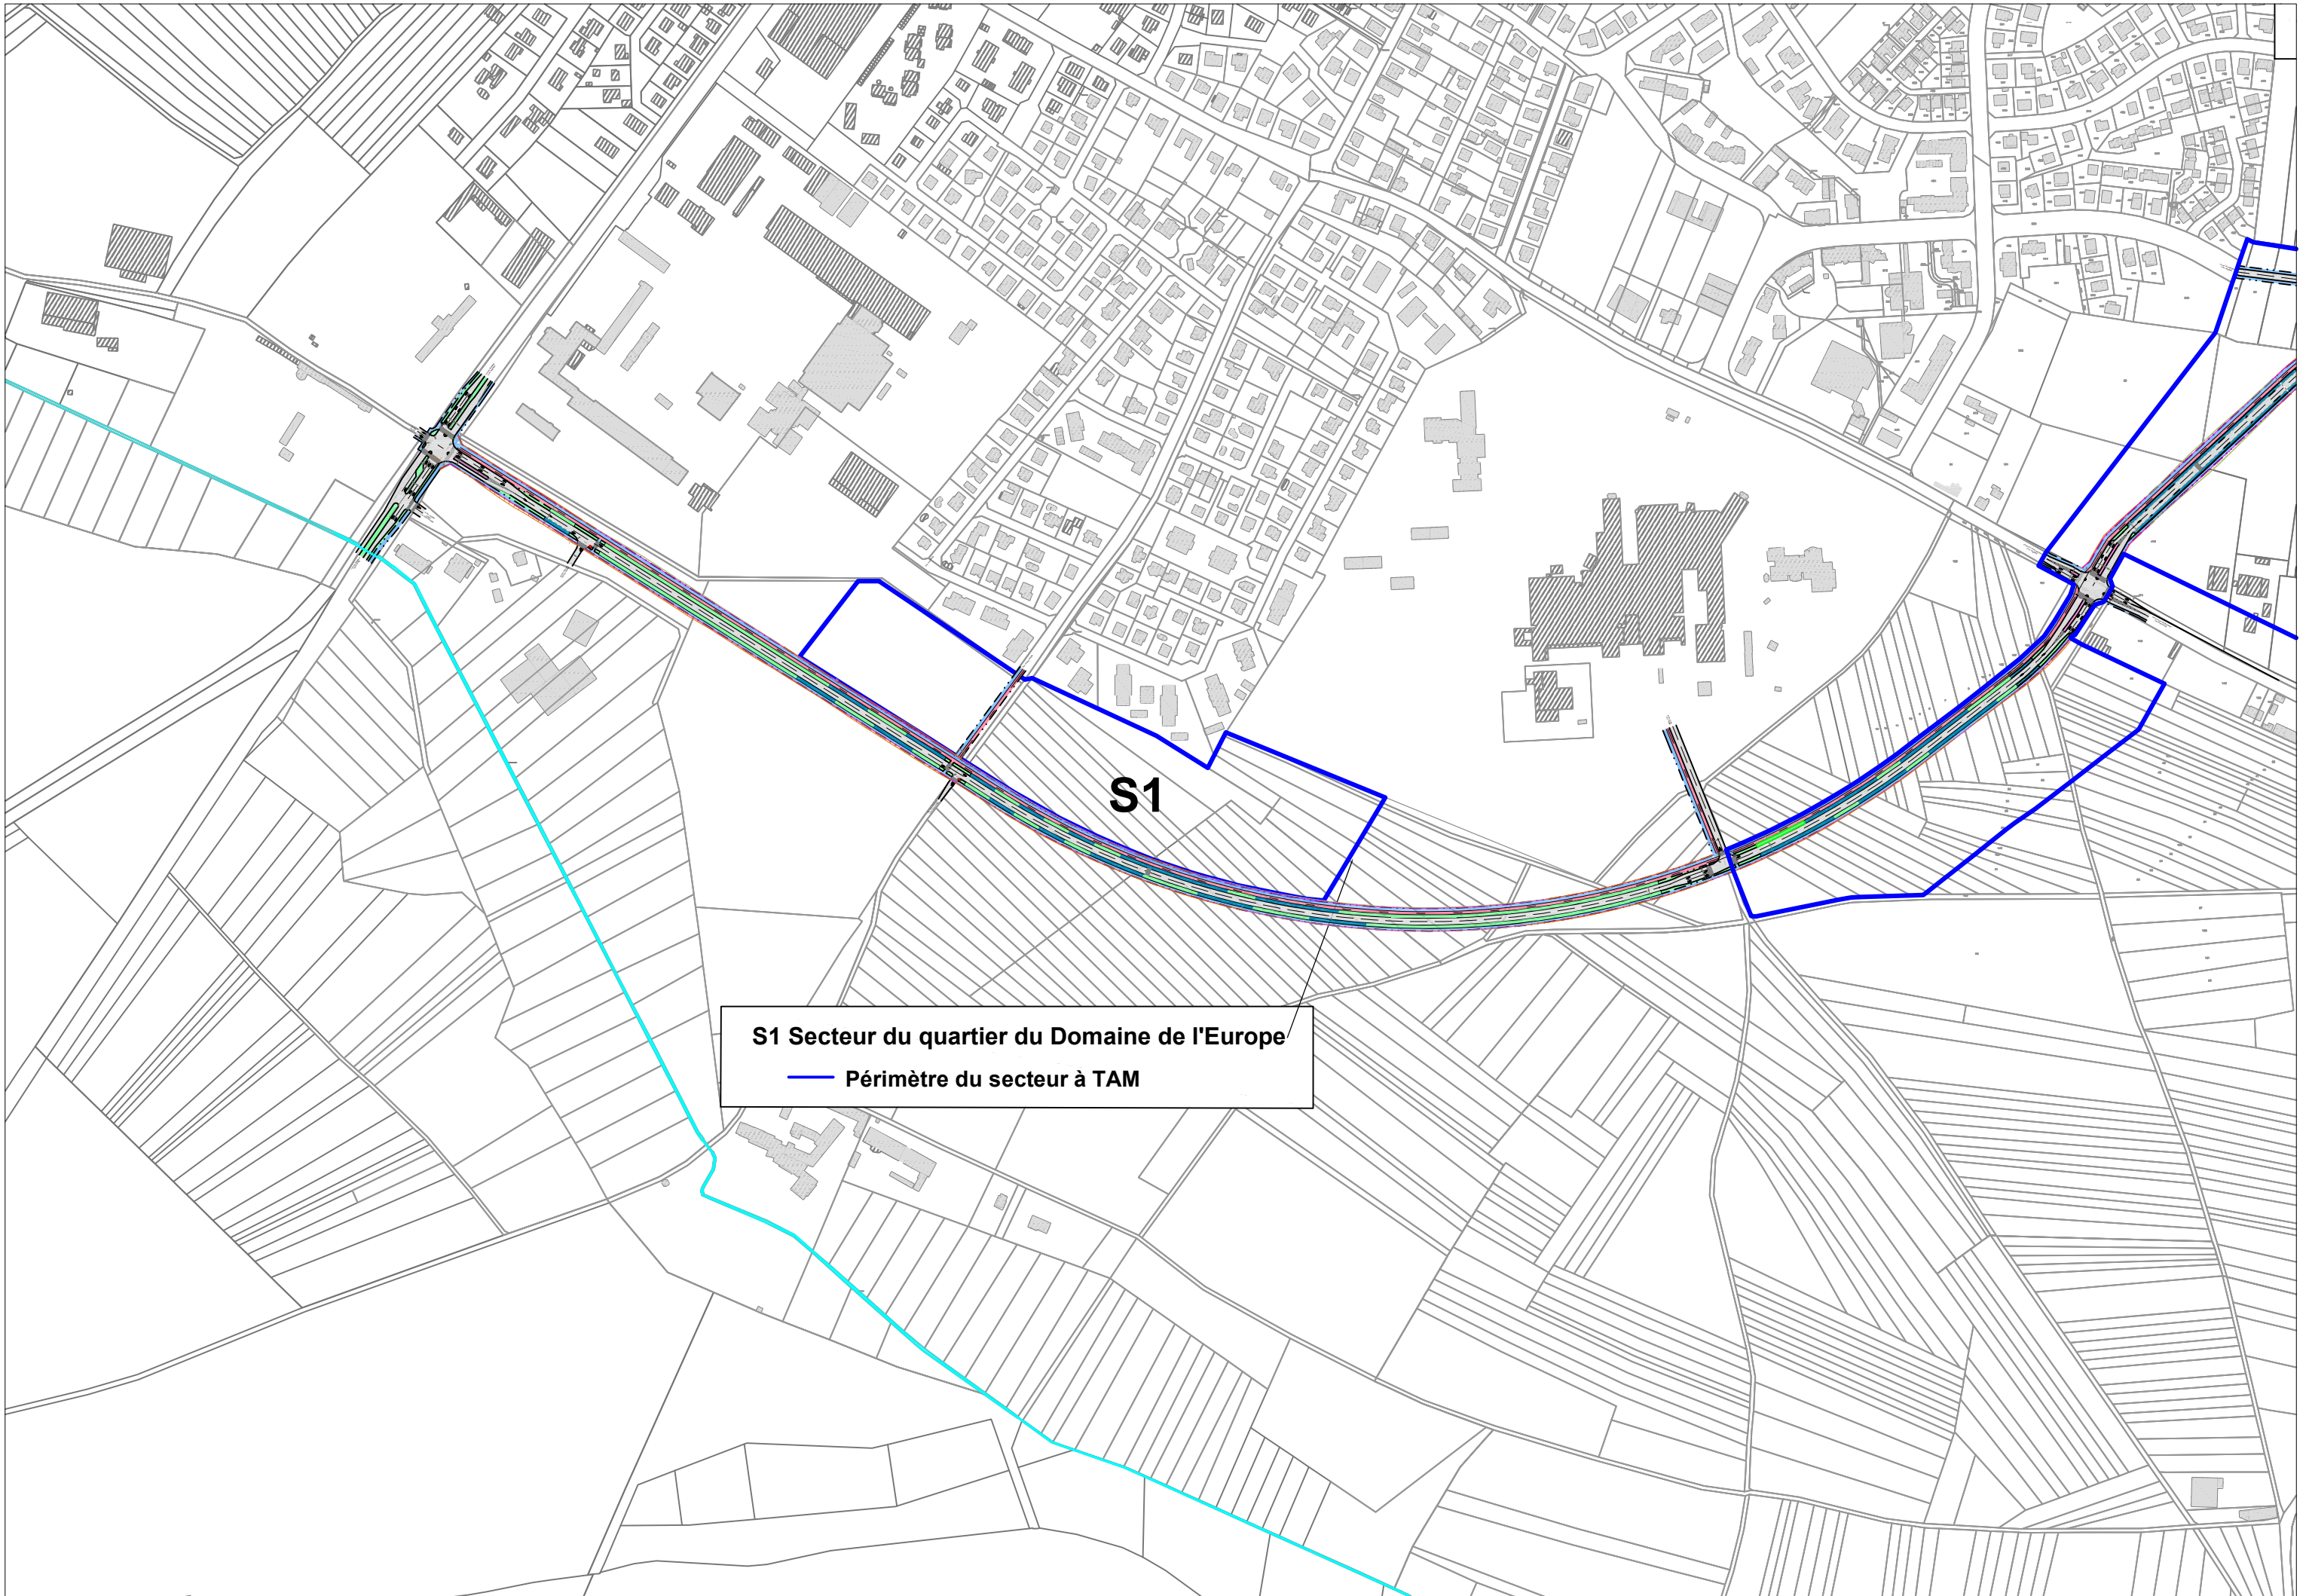 S1
S1 Secteur du quartier du Domaine de l'Europe
Périmètre du secteur à TAM